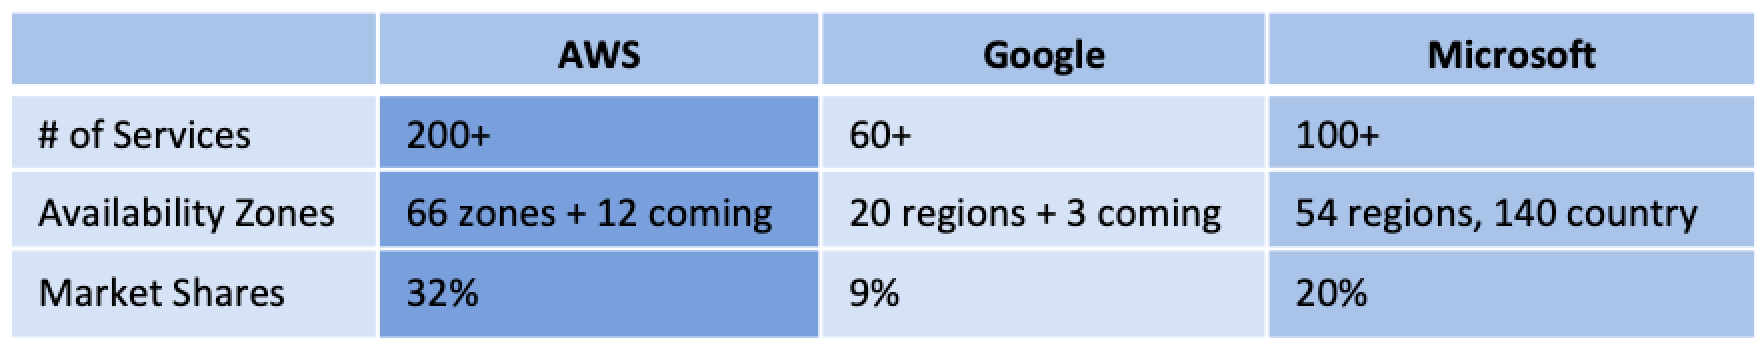 AWS Google Microsoft
# of Services 200+ 60+ 100+
Availability Zones 66 zones + 12 coming 20 regions + 3 coming 54 regions, 140 country
Market Shares 32% 9% 20%